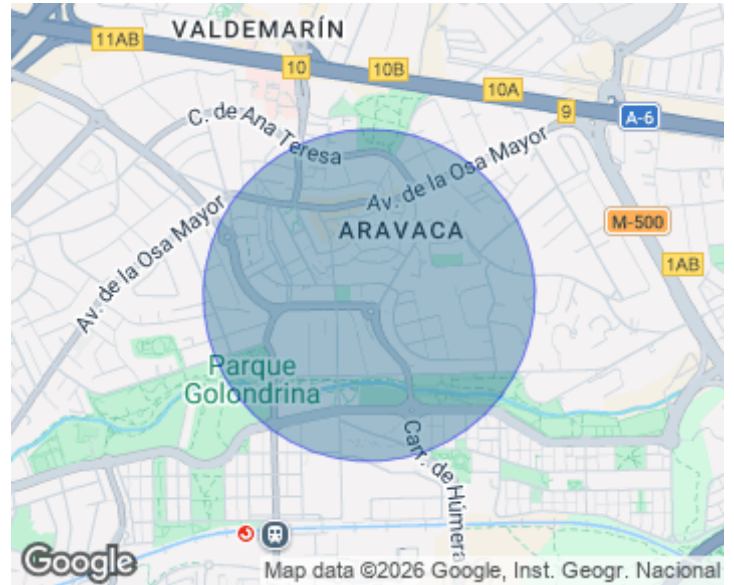 VALDEMARÍN
11AB
10
10B
10A
9
A-6
C. de Ana Teresa
Av. de la Osa Mayor
ARAVACA
M-500
1AB
Av. de la Osa Mayor
Parque
Golondrina
Carr. de Húmera
Google
Map data ©2026 Google, Inst. Geogr. Nacional